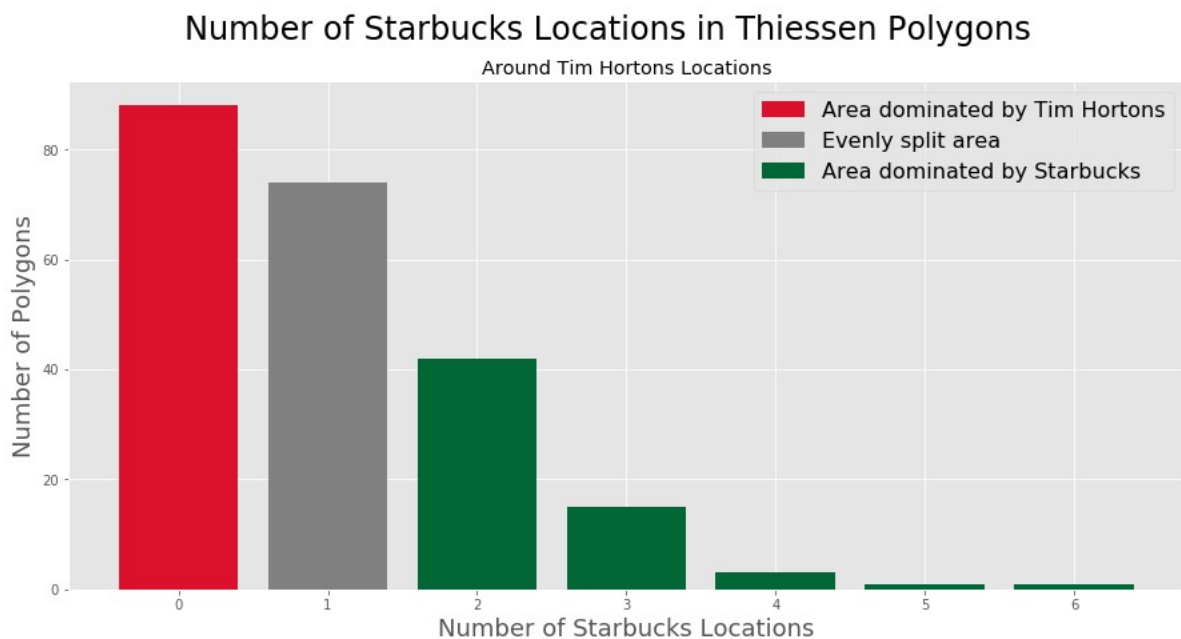 Number of Starbucks Locations in Thiessen Polygons
Around Tim Hortons Locations
Area dominated by Tim Hortons
Evenly split area
Area dominated by Starbucks
Number of Polygons
80
60
40
20
0
0 1 2 3 4 5 6
Number of Starbucks Locations